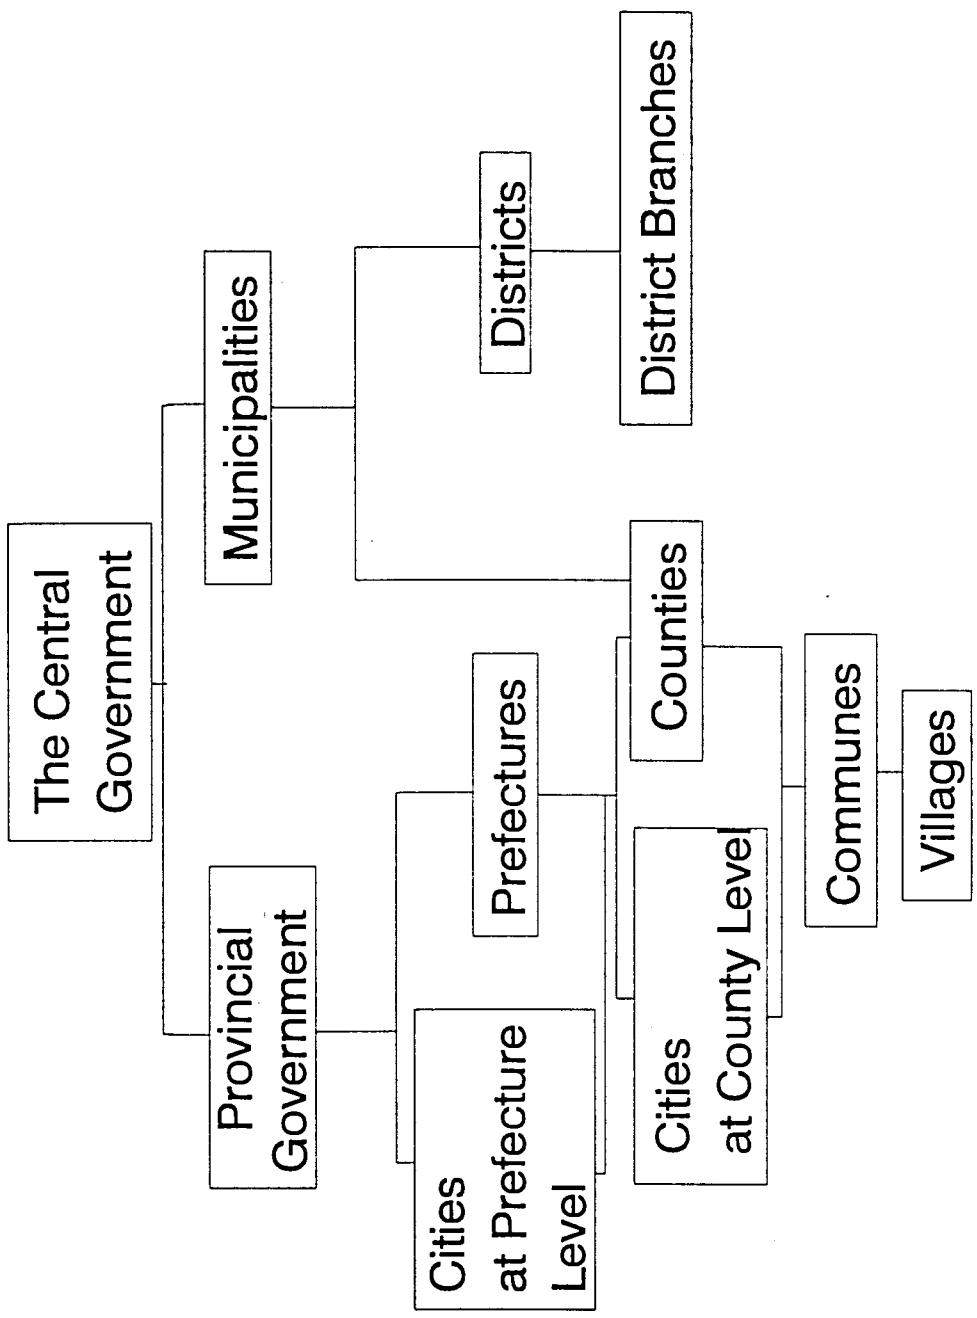 The Central
Government
Provincial
Government
Municipalities
Cities
at Prefecture
Level
Prefectures
Districts
Cities
at County Level
Counties
District Branches
Communes
Villages